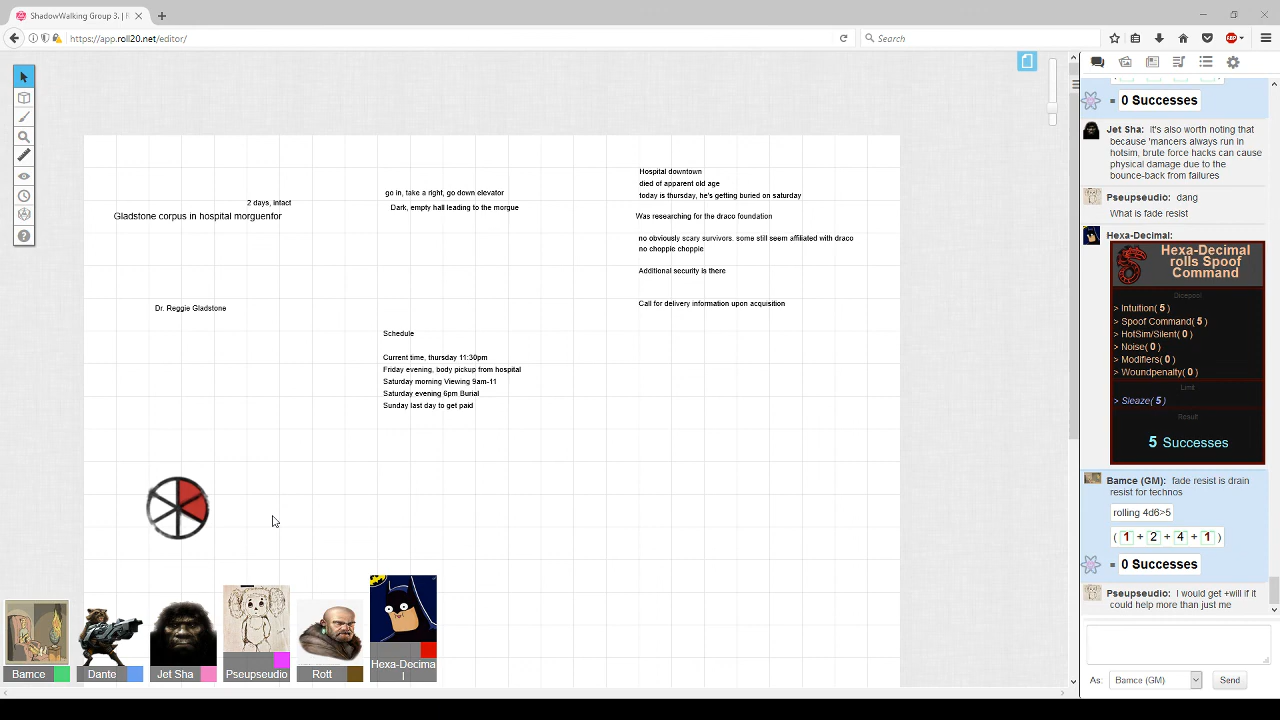 ShadowWalking Group 3. | R
https://app.roll20.net/editor/
Search
2 days, intact
Gladstone corpus in hospital morguenfor
Dr. Reggie Gladstone
go in, take a right, go down elevator
Dark, empty hall leading to the morgue
Schedule
Current time, thursday 11:30pm
Friday evening, body pickup from hospital
Saturday morning Viewing 9am-11
Saturday evening 6pm Burial
Sunday last day to get paid
Hospital downtown
died of apparent old age
today is thursday, he's getting buried on saturday
Was researching for the draco foundation
no obviously scary survivors. some still seem affiliated with draco
no choppie choppie
Additional security is there
Call for delivery information upon acquisition
Bamce
Dante
Jet Sha
Pseupseudio
Rott
Hexa-Decima
l
= 0 Successes
Jet Sha: It's also worth noting that
because 'mancers always run in
hotsim, brute force hacks can cause
physical damage due to the
bounce-back from failures
Pseupseudio: dang
What is fade resist
Hexa-Decimal:
Hexa-Decimal
rolls Spoof
Command
Dicepool
> Intuition( 5 )
> Spoof Command( 5 )
> HotSim/Silent( 0 )
> Noise( 0 )
> Modifiers( 0 )
> Woundpenalty( 0 )
Limit
> Sleaze( 5 )
Result
5 Successes
Bamce (GM): fade resist is drain
resist for technos
rolling 4d6>5
( 1 + 2 + 4 + 1 )
= 0 Successes
Pseupseudio: I would get +will if it
could help more than just me
As: Bamce (GM)
Send